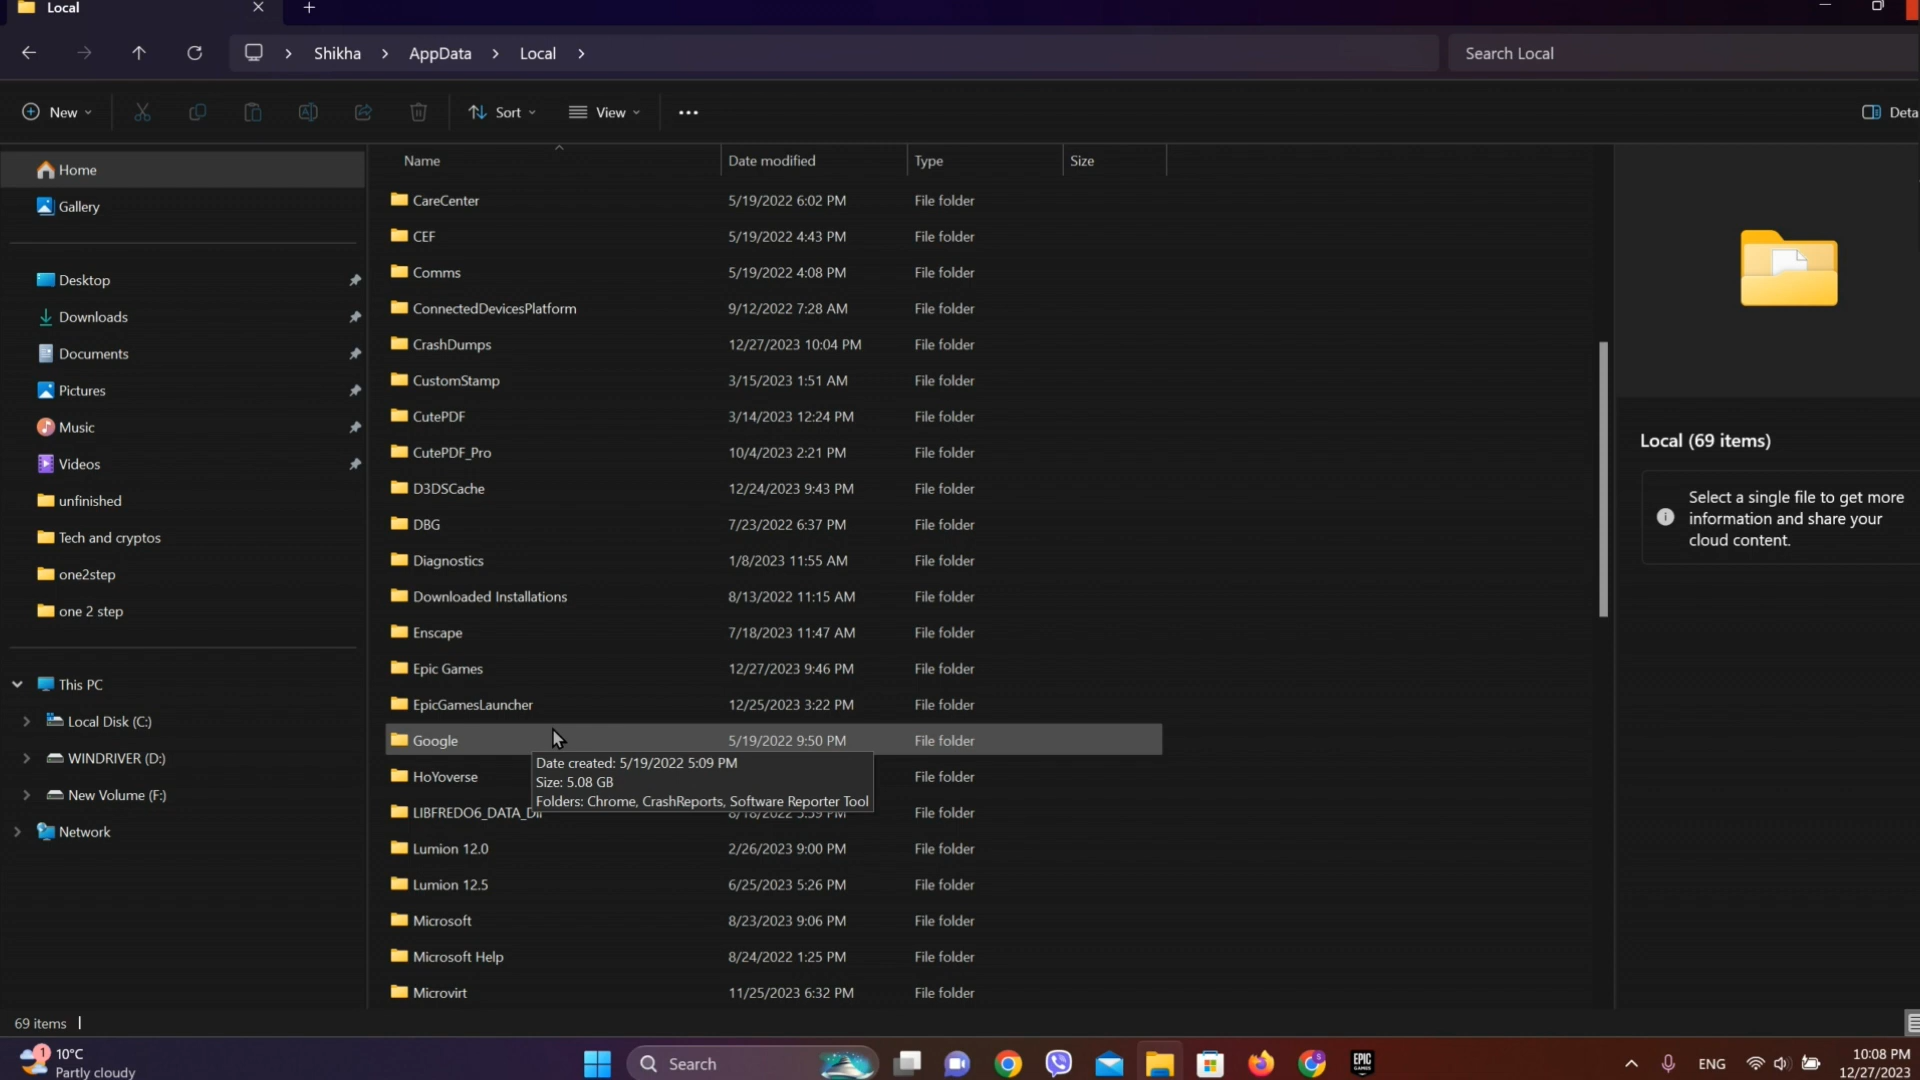 Local
Shikha > AppData > Local >
Search Local
New
Sort
View
Deta
Home
Gallery
Desktop
Downloads
Documents
Pictures
Music
Videos
unfinished
Tech and cryptos
one2step
one 2 step
This PC
Local Disk (C:)
WINDRIVER (D:)
New Volume (F:)
Network
Name Date modified Type Size
CareCenter 5/19/2022 6:02 PM File folder
CEF 5/19/2022 4:43 PM File folder
Comms 5/19/2022 4:08 PM File folder
ConnectedDevicesPlatform 9/12/2022 7:28 AM File folder
CrashDumps 12/27/2023 10:04 PM File folder
CustomStamp 3/15/2023 1:51 AM File folder
CutePDF 3/14/2023 12:24 PM File folder
CutePDF_Pro 10/4/2023 2:21 PM File folder
D3DSCache 12/24/2023 9:43 PM File folder
DBG 7/23/2022 6:37 PM File folder
Diagnostics 1/8/2023 11:55 AM File folder
Downloaded Installations 8/13/2022 11:15 AM File folder
Enscape 7/18/2023 11:47 AM File folder
Epic Games 12/27/2023 9:46 PM File folder
EpicGamesLauncher 12/25/2023 3:22 PM File folder
Google 5/19/2022 9:50 PM File folder
Date created: 5/19/2022 5:09 PM
Size: 5.08 GB
Folders: Chrome, CrashReports, Software Reporter Tool
HoYoverse File folder
File folder
Lumion 12.0 2/26/2023 9:00 PM File folder
Lumion 12.5 6/25/2023 5:26 PM File folder
Microsoft 8/23/2023 9:06 PM File folder
Microsoft Help 8/24/2022 1:25 PM File folder
Microvirt 11/25/2023 6:32 PM File folder
Local (69 items)
Select a single file to get more
information and share your
cloud content.
69 items
1
10°C
Partly cloudy
Search
EPIC
GAMES
ENG
10:08 PM
12/27/2023